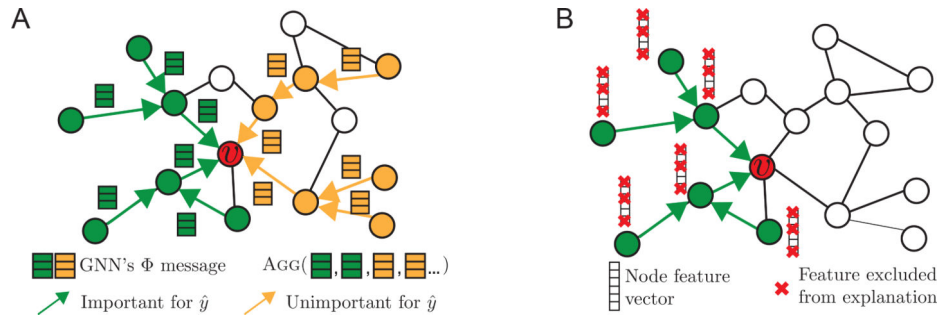 A
B
υ
υ
GNN's Φ message
AGG( , , , ...)
Important for ŷ
Unimportant for ŷ
Node feature
vector
Feature excluded
from explanation